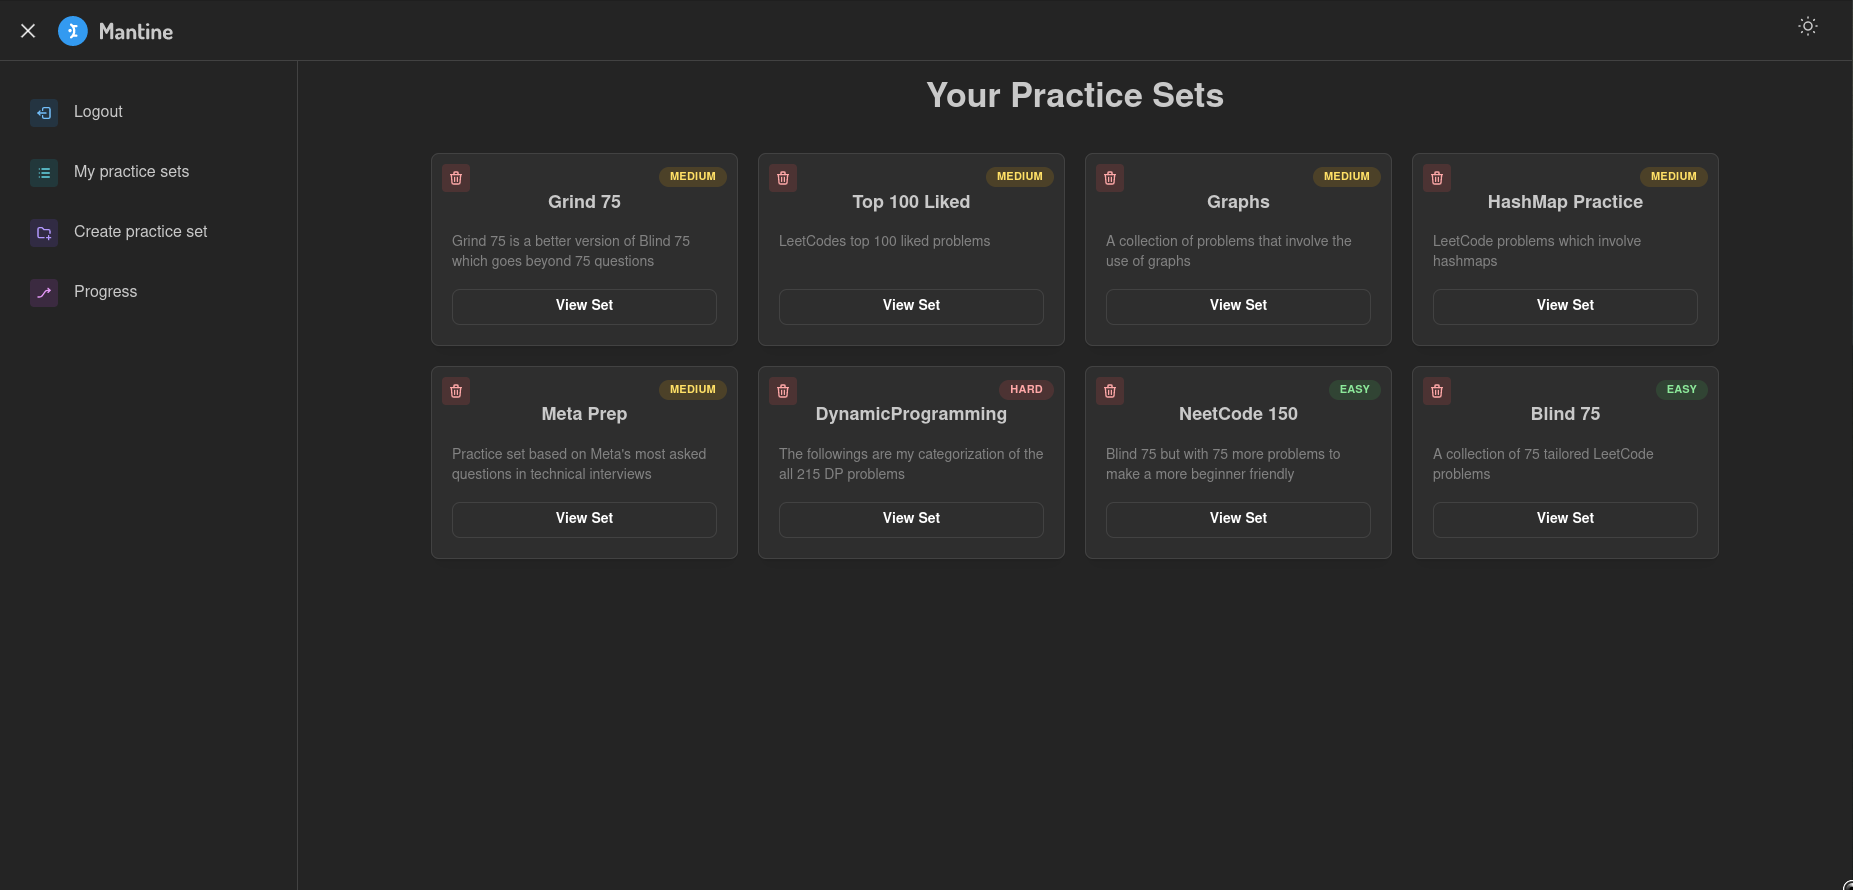 Mantine
Logout
My practice sets
Create practice set
Progress
Your Practice Sets
MEDIUM
Grind 75
Grind 75 is a better version of Blind 75
which goes beyond 75 questions
View Set
MEDIUM
Top 100 Liked
LeetCodes top 100 liked problems
View Set
MEDIUM
Graphs
A collection of problems that involve the
use of graphs
View Set
MEDIUM
HashMap Practice
LeetCode problems which involve
hashmaps
View Set
MEDIUM
Meta Prep
Practice set based on Meta's most asked
questions in technical interviews
View Set
HARD
DynamicProgramming
The followings are my categorization of the
all 215 DP problems
View Set
EASY
NeetCode 150
Blind 75 but with 75 more problems to
make a more beginner friendly
View Set
EASY
Blind 75
A collection of 75 tailored LeetCode
problems
View Set